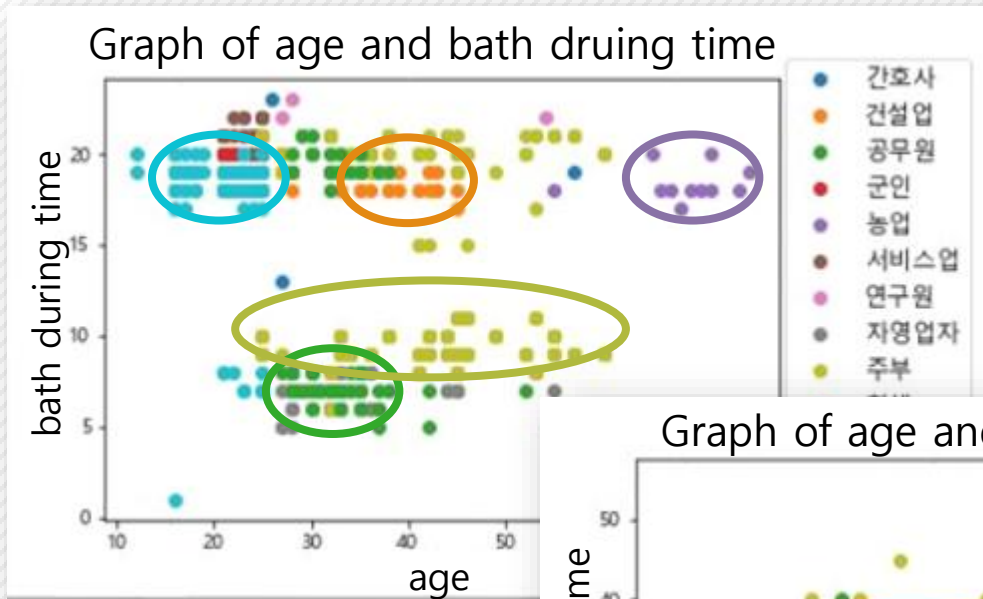 Graph of age and bath druing time
bath during time
20
15
10
5
0
10
20
30
40
50
age
간호사
건설업
공무원
군인
농업
서비스업
연구원
자영업자
주부
Graph of age an
50
me